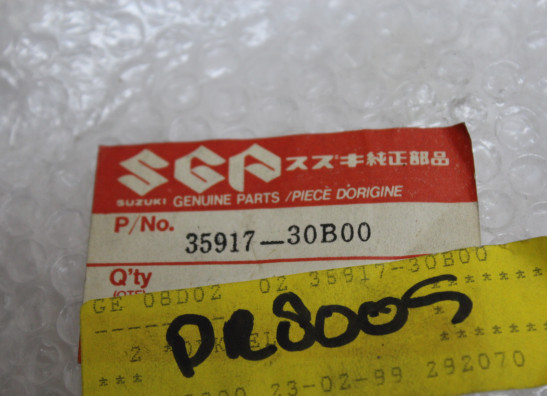 SGP スズキ純正部品
SUZUKI GENUINE PARTS /PIECE D'ORIGINE
P/No. 35917-30B00
Q'ty
GE 08D02 02 35917-30B00
DR800S
2
23-02-99 292070